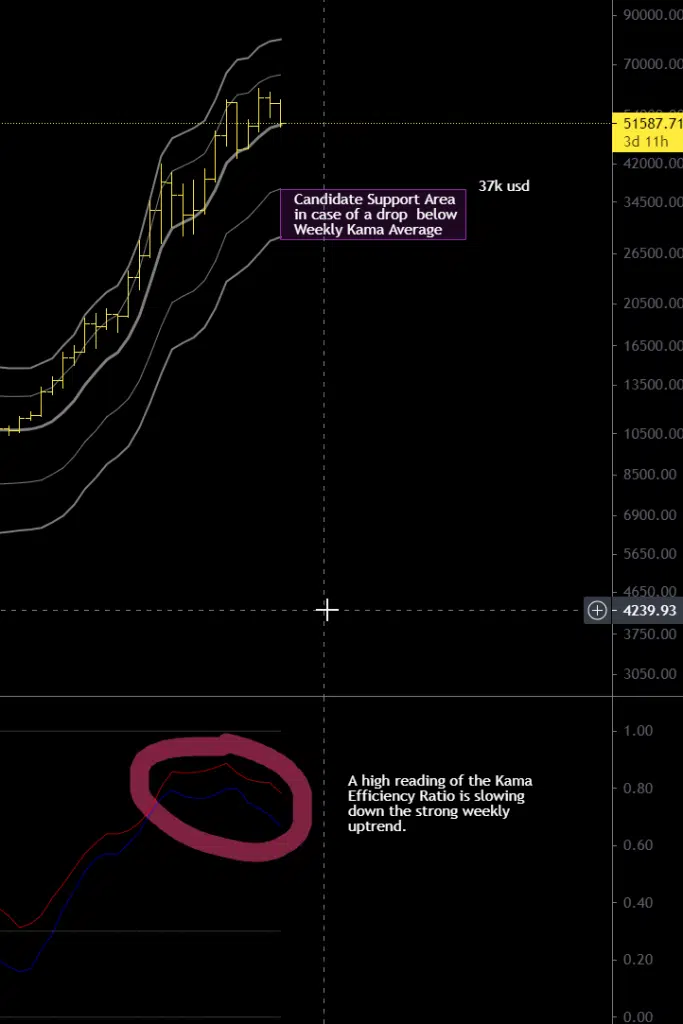 90000.00
70000.00
51587.71
3d 11h
42000.00
37k usd
Candidate Support Area
in case of a drop below
Weekly Kama Average
34500.00
26500.00
20500.00
16500.00
13500.00
10500.00
8500.00
6900.00
5650.00
4650.00
4239.93
3750.00
3050.00
1.00
A high reading of the Kama
Efficiency Ratio is slowing
down the strong weekly
uptrend.
0.80
0.60
0.40
0.20
0.00